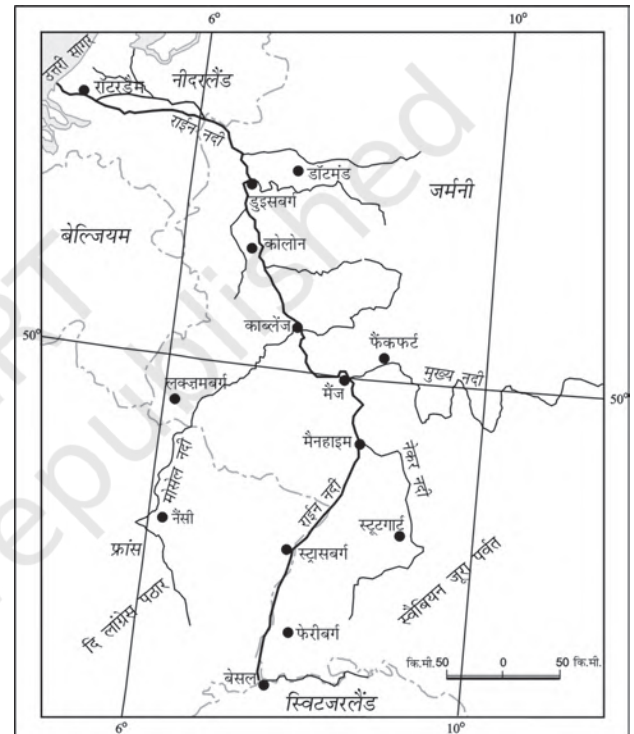 6°
10°
उत्तरी सागर
रॉटरडैम
नीदरलैंड
राईन नदी
डॉटमंड
जर्मनी
डुइसबर्ग
बेल्जियम
कोलोन
50°
काब्लेंज
फैंकफर्ट
मुख्य नदी
50°
लक्ज़मबर्ग
मैंज
मैनहाइम
मोसेल नदी
नेकर नदी
राईन नदी
नैंसी
स्टूटगार्ट
फ्रांस
स्ट्रासबर्ग
स्वैबियन जूरा पर्वत
दि लांग्रेस पठार
फेरीबर्ग
कि.मी. 50 0 50 कि.मी.
बेसल
स्विटजरलैंड
6°
10°
republished